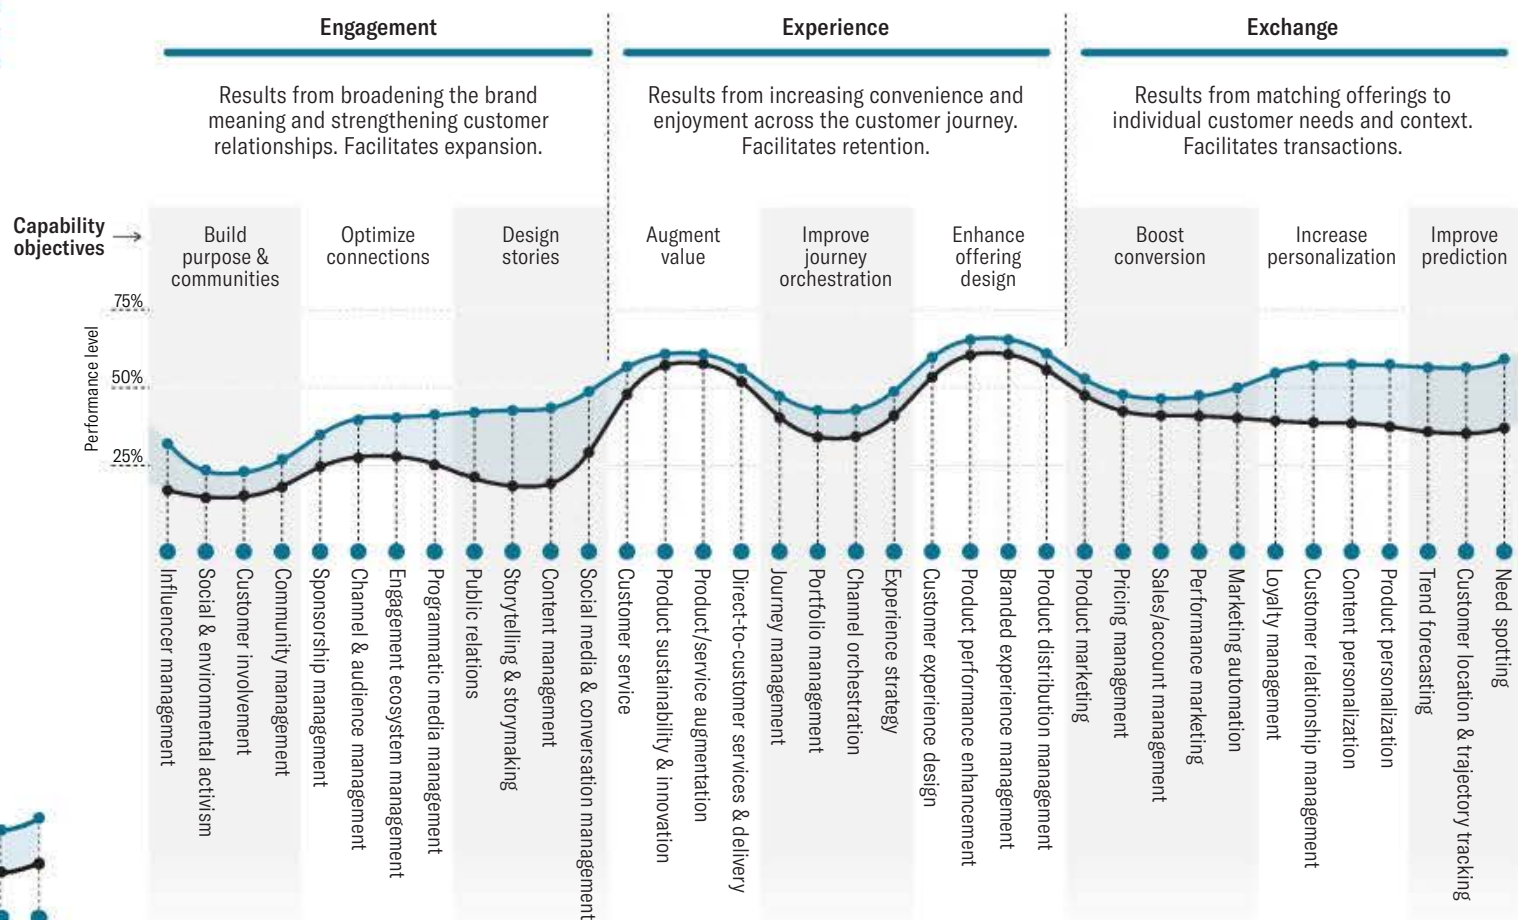 Engagement
Results from broadening the brand
meaning and strengthening customer
relationships. Facilitates expansion.
Experience
Results from increasing convenience and
enjoyment across the customer journey.
Facilitates retention.
Exchange
Results from matching offerings to
individual customer needs and context.
Facilitates transactions.
Capability
objectives
Build
purpose &
communities
Optimize
connections
Design
stories
Augment
value
Improve
journey
orchestration
Enhance
offering
design
Boost
conversion
Increase
personalization
Improve
prediction
Performance level
75%
50%
25%
Influencer management
Social & environmental activism
Customer involvement
Community management
Sponsorship management
Channel & audience management
Engagement ecosystem management
Programmatic media management
Public relations
Storytelling & storymaking
Content management
Social media & conversation management
Customer service
Product sustainability & innovation
Product/service augmentation
Direct-to-customer services & delivery
Journey management
Portfolio management
Channel orchestration
Experience strategy
Customer experience design
Product performance enhancement
Branded experience management
Product distribution management
Product marketing
Pricing management
Sales/account management
Performance marketing
Marketing automation
Loyalty management
Customer relationship management
Content personalization
Product personalization
Trend forecasting
Customer location & trajectory tracking
Need spotting